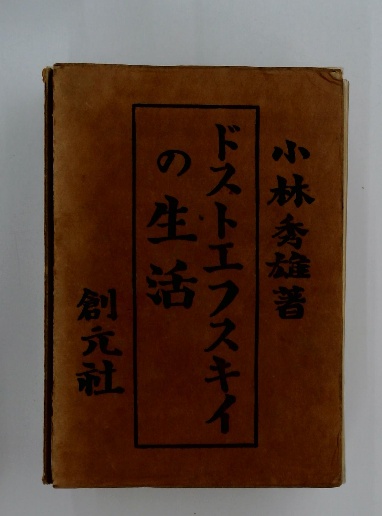 小林秀雄著
ドストエフスキイ
の生活
創元社